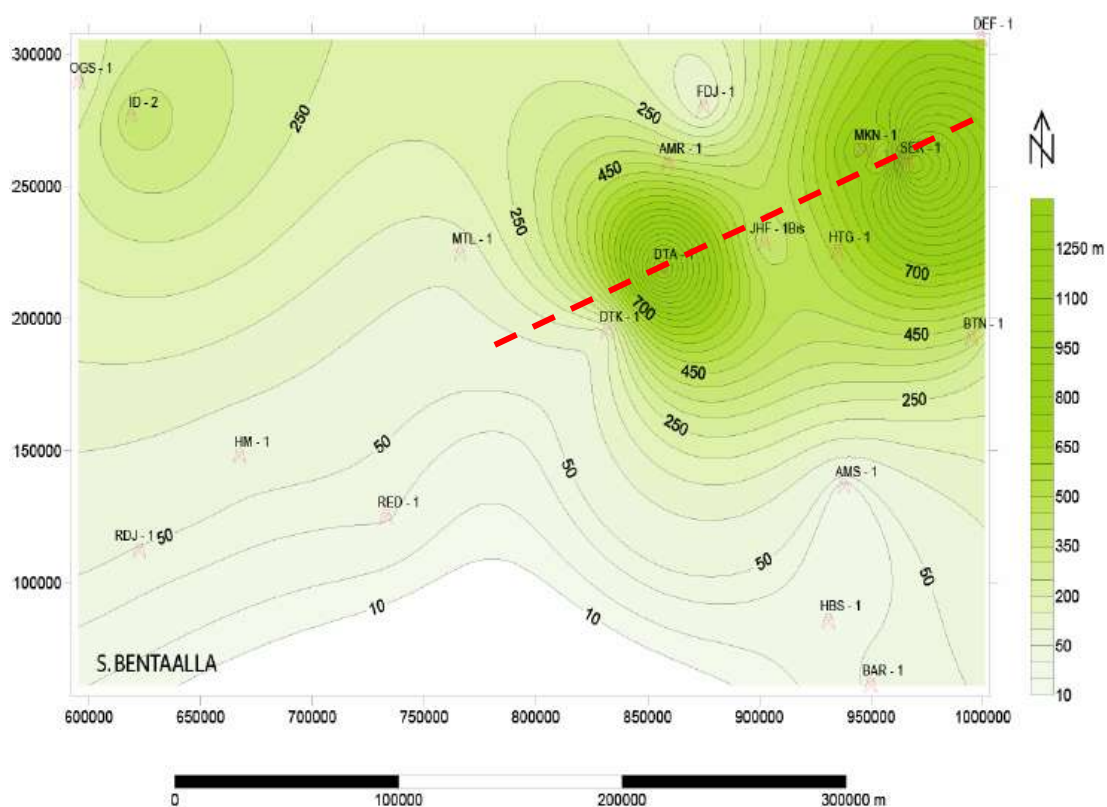 DEF - 1
300000
OGS - 1
ID - 2
FDJ - 1
250
250
MKN - 1
SEK - 1
AMR - 1
250000
450
250
MTL - 1
JHF - 1Bis
HTG - 1
DTA -
700
1250 m
700
DTK - 1
BTN - 1
1100
200000
450
450
950
250
250
800
HM - 1
50
50
AMS - 1
650
150000
RED - 1
500
RDJ - 1
50
50
50
350
100000
10
10
HBS - 1
200
S. BENTAALLA
BAR - 1
50
10
600000 650000 700000 750000 800000 850000 900000 950000 1000000
N
0 100000 200000 300000 m